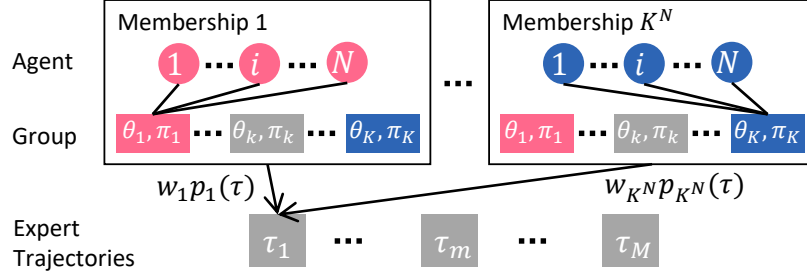 Membership 1
Membership K^N
Agent
1 ••• i ••• N
•••
1 ••• i ••• N
Group
θ_1, π_1 ••• θ_k, π_k ••• θ_K, π_K
θ_1, π_1 ••• θ_k, π_k ••• θ_K, π_K
w_1 p_1(τ)
w_{K^N} p_{K^N}(τ)
Expert
Trajectories
τ_1 ••• τ_m ••• τ_M